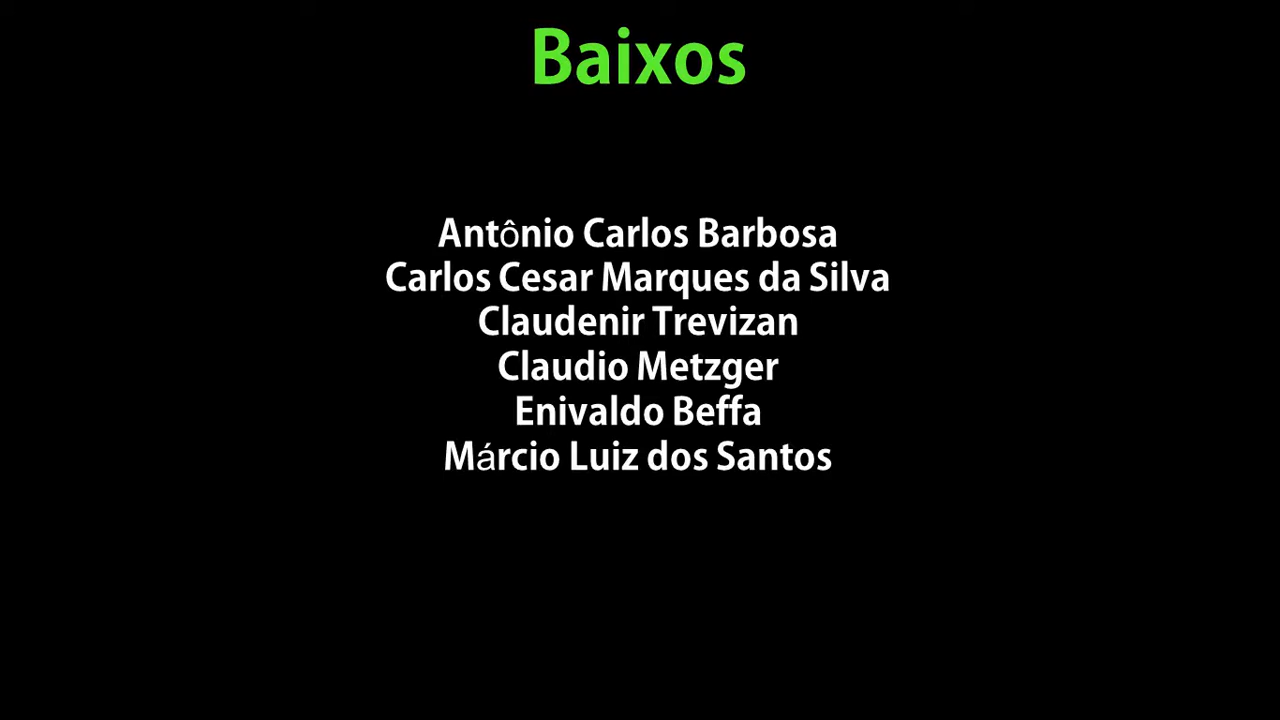 Baixos
Antônio Carlos Barbosa
Carlos Cesar Marques da Silva
Claudenir Trevizan
Claudio Metzger
Enivaldo Beffa
Márcio Luiz dos Santos